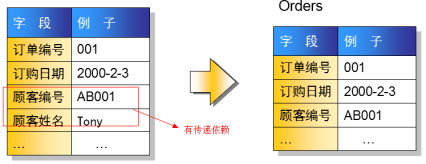 Orders
字 段 例 子
订单编号 001
订购日期 2000-2-3
顾客编号 AB001
顾客姓名 Tony
... ...
有传递依赖
字 段 例 子
订单编号 001
订购日期 2000-2-3
顾客编号 AB001
... ...